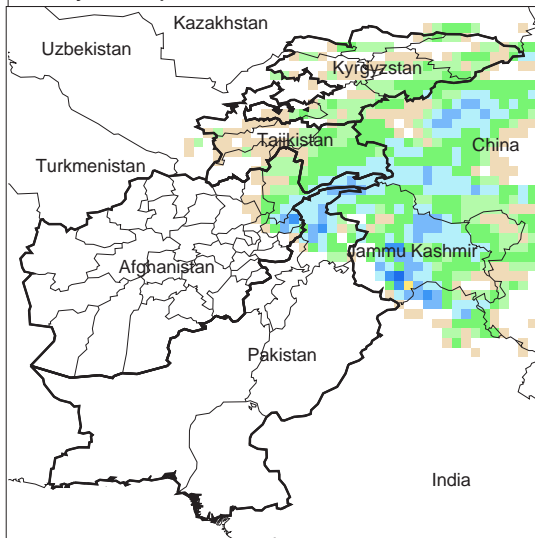 Kazakhstan
Uzbekistan
Kyrgyzstan
Tajikistan
China
Turkmenistan
Jammu Kashmir
Afghanistan
Pakistan
India